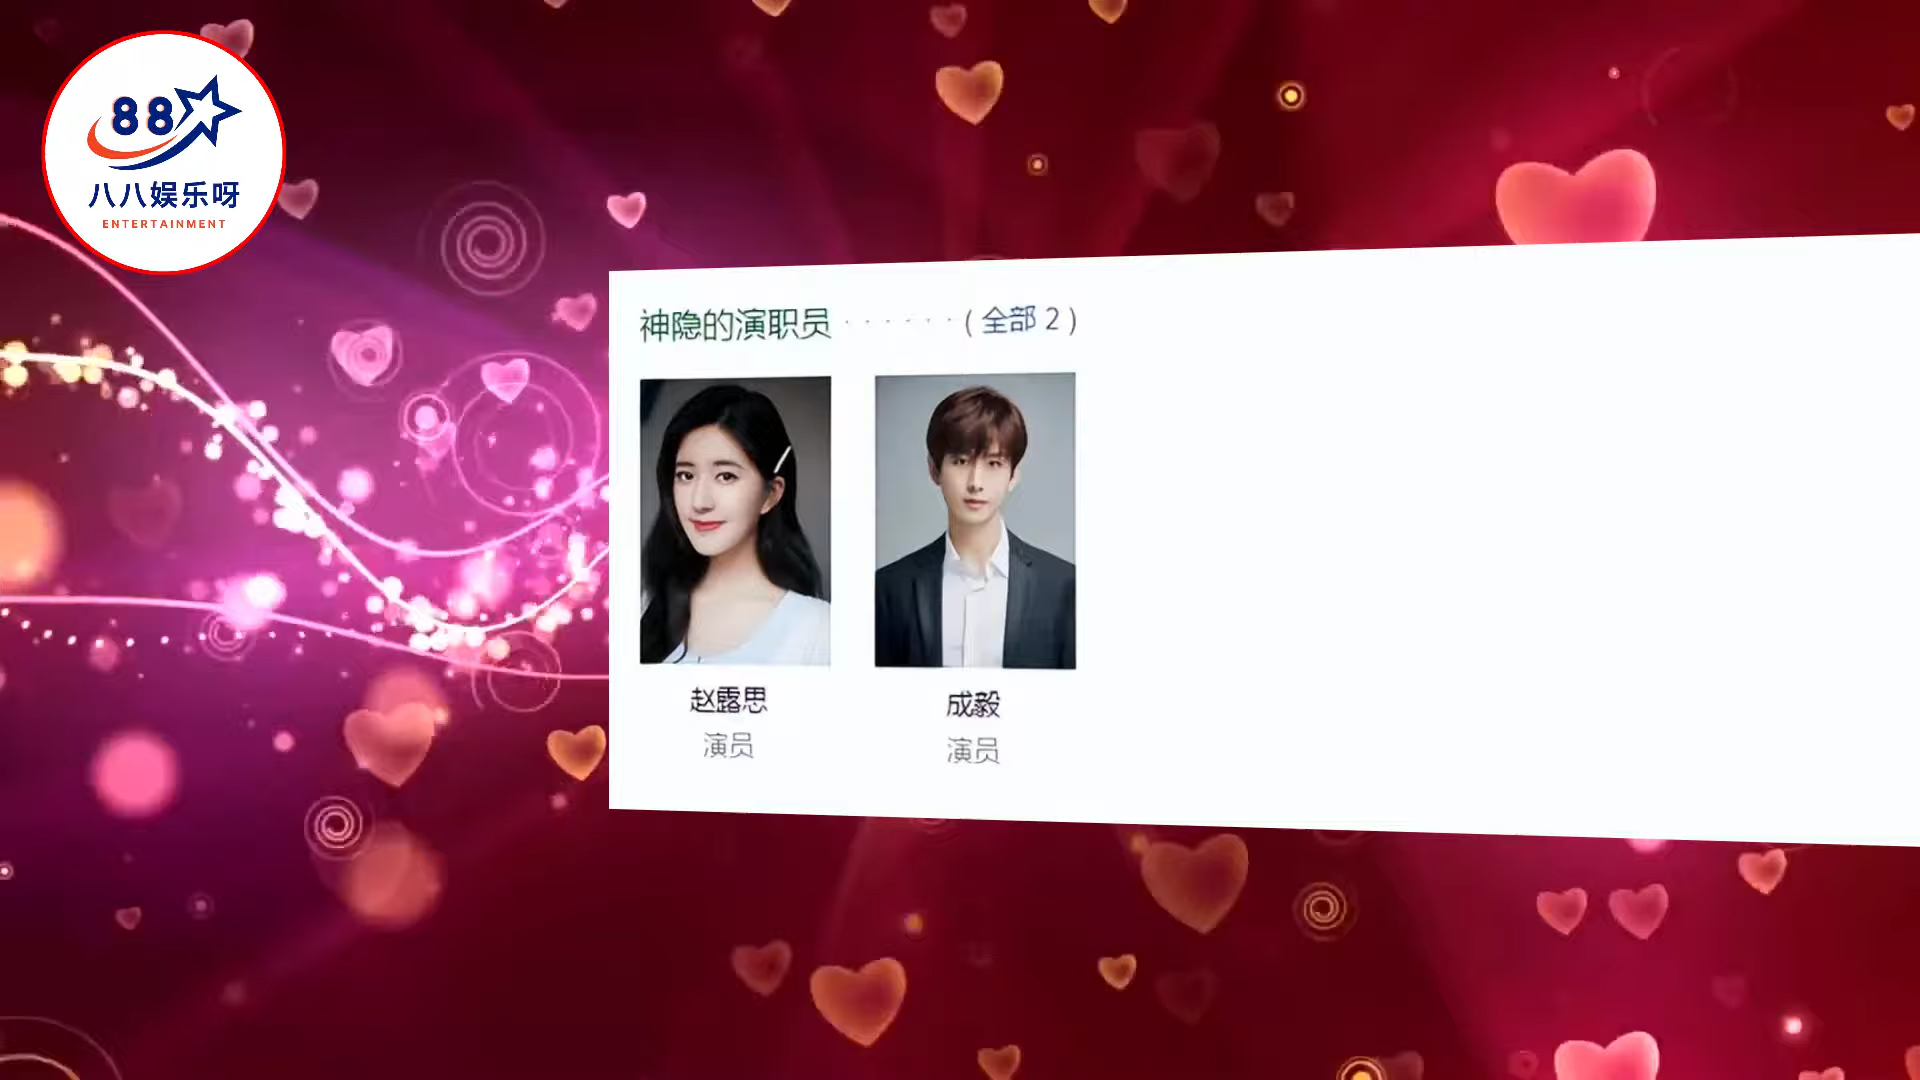 88
八八娱乐呀
ENTERTAINMENT
神隐的演职员 · · · · · · ( 全部 2 )
赵露思
演员
成毅
演员